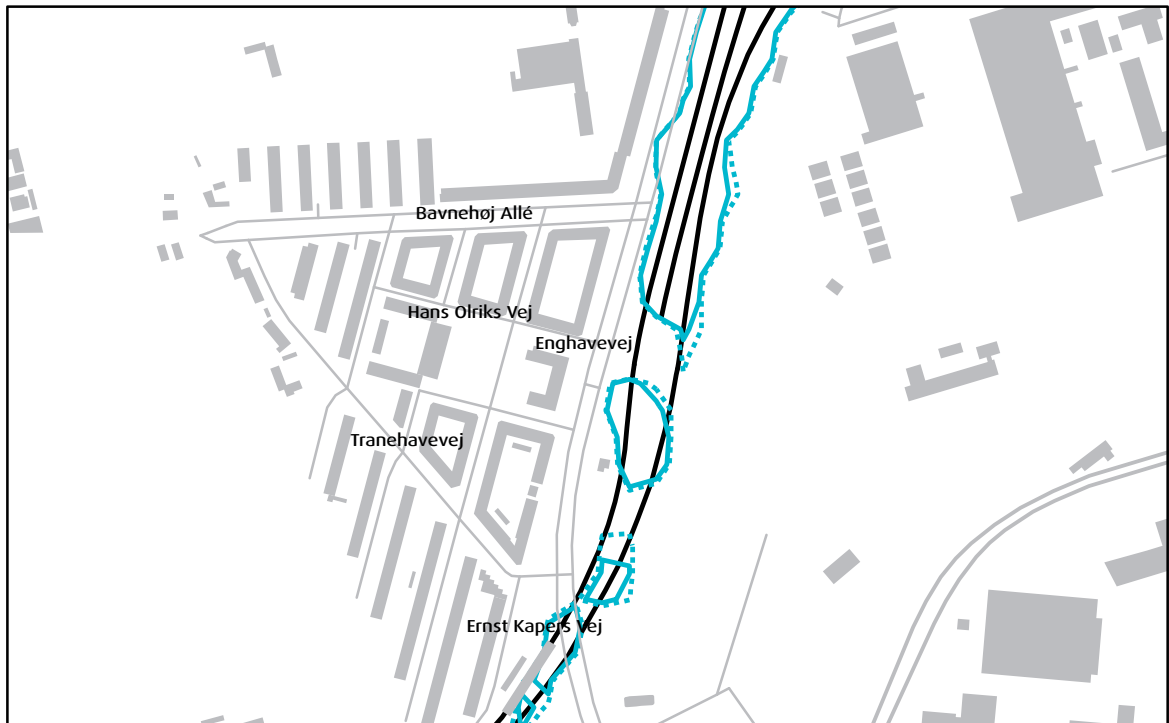 Bavnehøj Allé
Hans Olriks Vej
Enghavevej
Tranehavevej
Ernst Kapers Vej